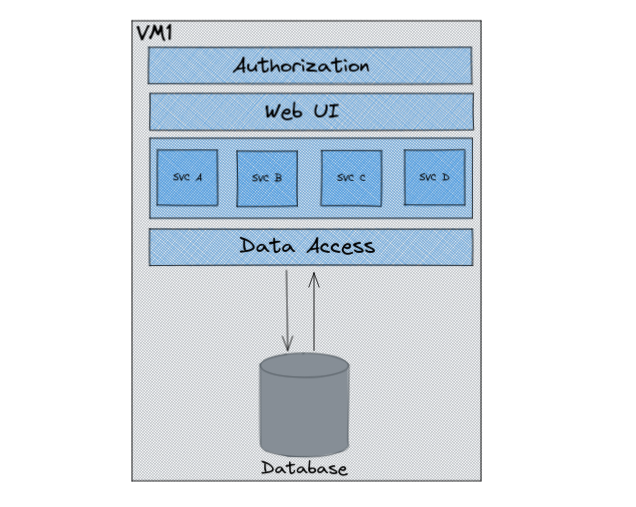 VM1
Authorization
Web UI
SVC A
SVC B
SVC C
SVC D
Data Access
Database